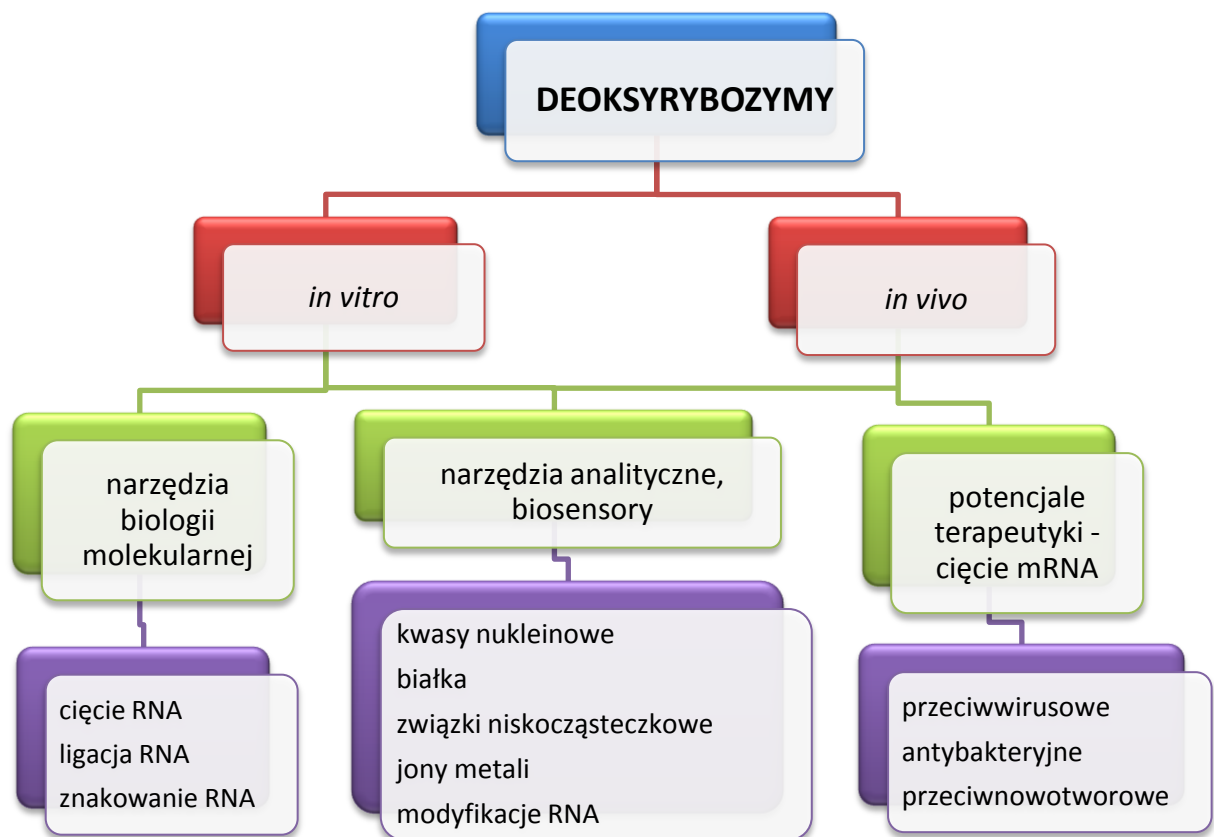 DEOKSYRYBOZYMY
in vitro
in vivo
narzędzia
biologii
molekularnej
narzędzia analityczne,
biosensory
potencjale
terapeutyki -
cięcie mRNA
cięcie RNA
ligacja RNA
znakowanie RNA
kwasy nukleinowe
białka
związki niskocząsteczkowe
jony metali
modyfikacje RNA
przeciwwirusowe
antybakteryjne
przeciwnowotworowe